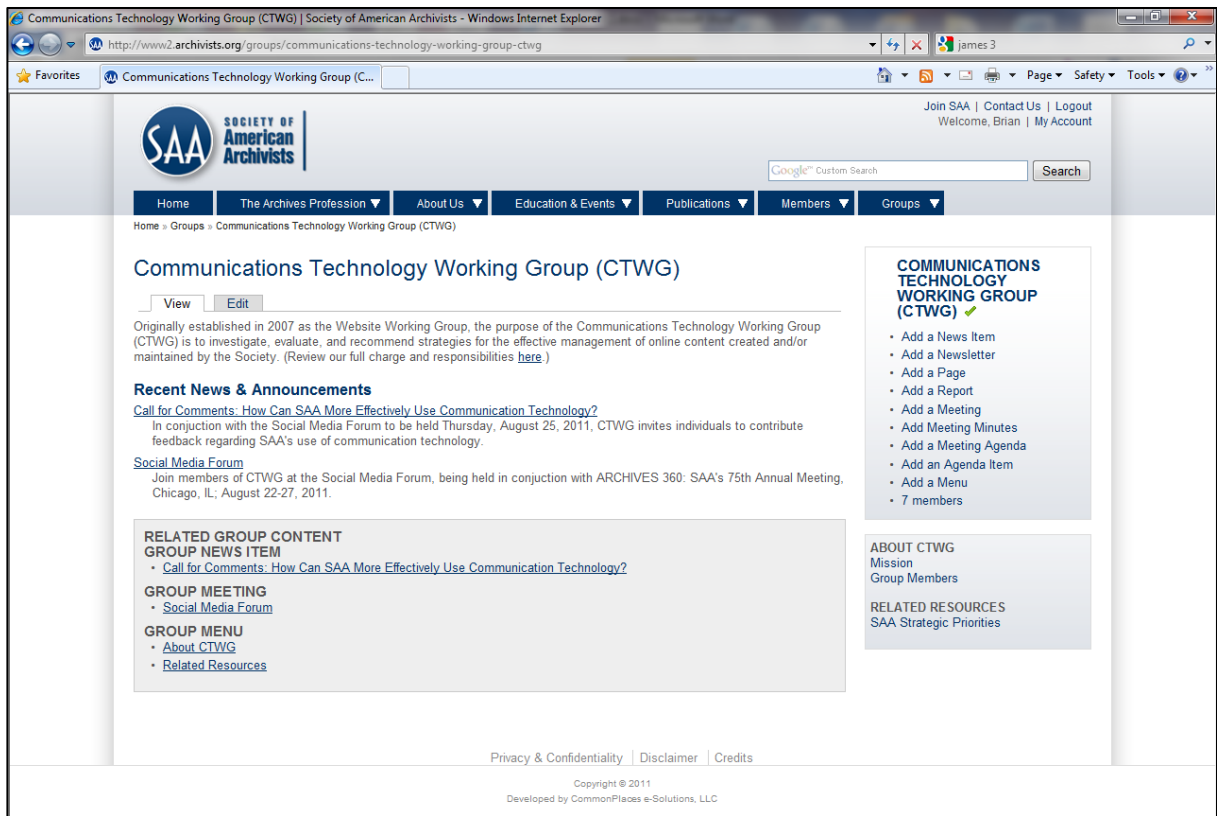 Communications Technology Working Group (CTWG) | Society of American Archivists - Windows Internet Explorer
http://www2.archivists.org/groups/communications-technology-working-group-ctwg
james 3
Favorites
Communications Technology Working Group (C...
Page
Safety
Tools
SAA
SOCIETY OF
American
Archivists
Join SAA | Contact Us | Logout
Welcome, Brian | My Account
Google™ Custom Search
Search
Home
The Archives Profession
About Us
Education & Events
Publications
Members
Groups
Home » Groups » Communications Technology Working Group (CTWG)
Communications Technology Working Group (CTWG)
View
Edit
Originally established in 2007 as the Website Working Group, the purpose of the Communications Technology Working Group
(CTWG) is to investigate, evaluate, and recommend strategies for the effective management of online content created and/or
maintained by the Society. (Review our full charge and responsibilities here.)
Recent News & Announcements
Call for Comments: How Can SAA More Effectively Use Communication Technology?
In conjuction with the Social Media Forum to be held Thursday, August 25, 2011, CTWG invites individuals to contribute
feedback regarding SAA's use of communication technology.
Social Media Forum
Join members of CTWG at the Social Media Forum, being held in conjuction with ARCHIVES 360: SAA's 75th Annual Meeting,
Chicago, IL; August 22-27, 2011.
RELATED GROUP CONTENT
GROUP NEWS ITEM
• Call for Comments: How Can SAA More Effectively Use Communication Technology?
GROUP MEETING
• Social Media Forum
GROUP MENU
• About CTWG
• Related Resources
COMMUNICATIONS
TECHNOLOGY
WORKING GROUP
(CTWG)
• Add a News Item
• Add a Newsletter
• Add a Page
• Add a Report
• Add a Meeting
• Add Meeting Minutes
• Add a Meeting Agenda
• Add an Agenda Item
• Add a Menu
• 7 members
ABOUT CTWG
Mission
Group Members
RELATED RESOURCES
SAA Strategic Priorities
Privacy & Confidentiality | Disclaimer | Credits
Copyright © 2011
Developed by CommonPlaces e-Solutions, LLC